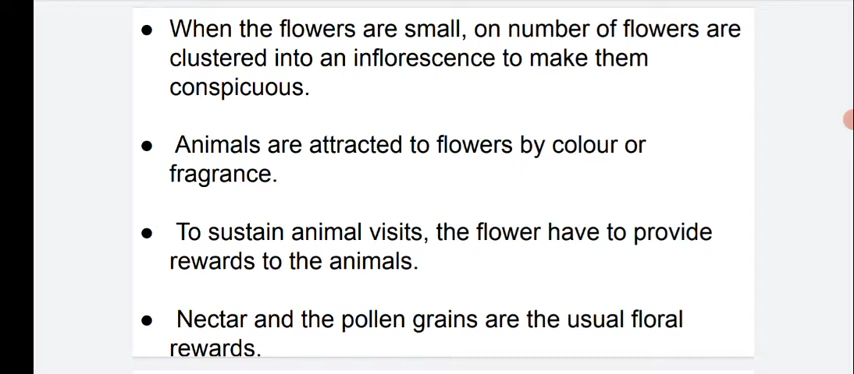 ● When the flowers are small, on number of flowers are
clustered into an inflorescence to make them
conspicuous.
● Animals are attracted to flowers by colour or
fragrance.
● To sustain animal visits, the flower have to provide
rewards to the animals.
● Nectar and the pollen grains are the usual floral
rewards.